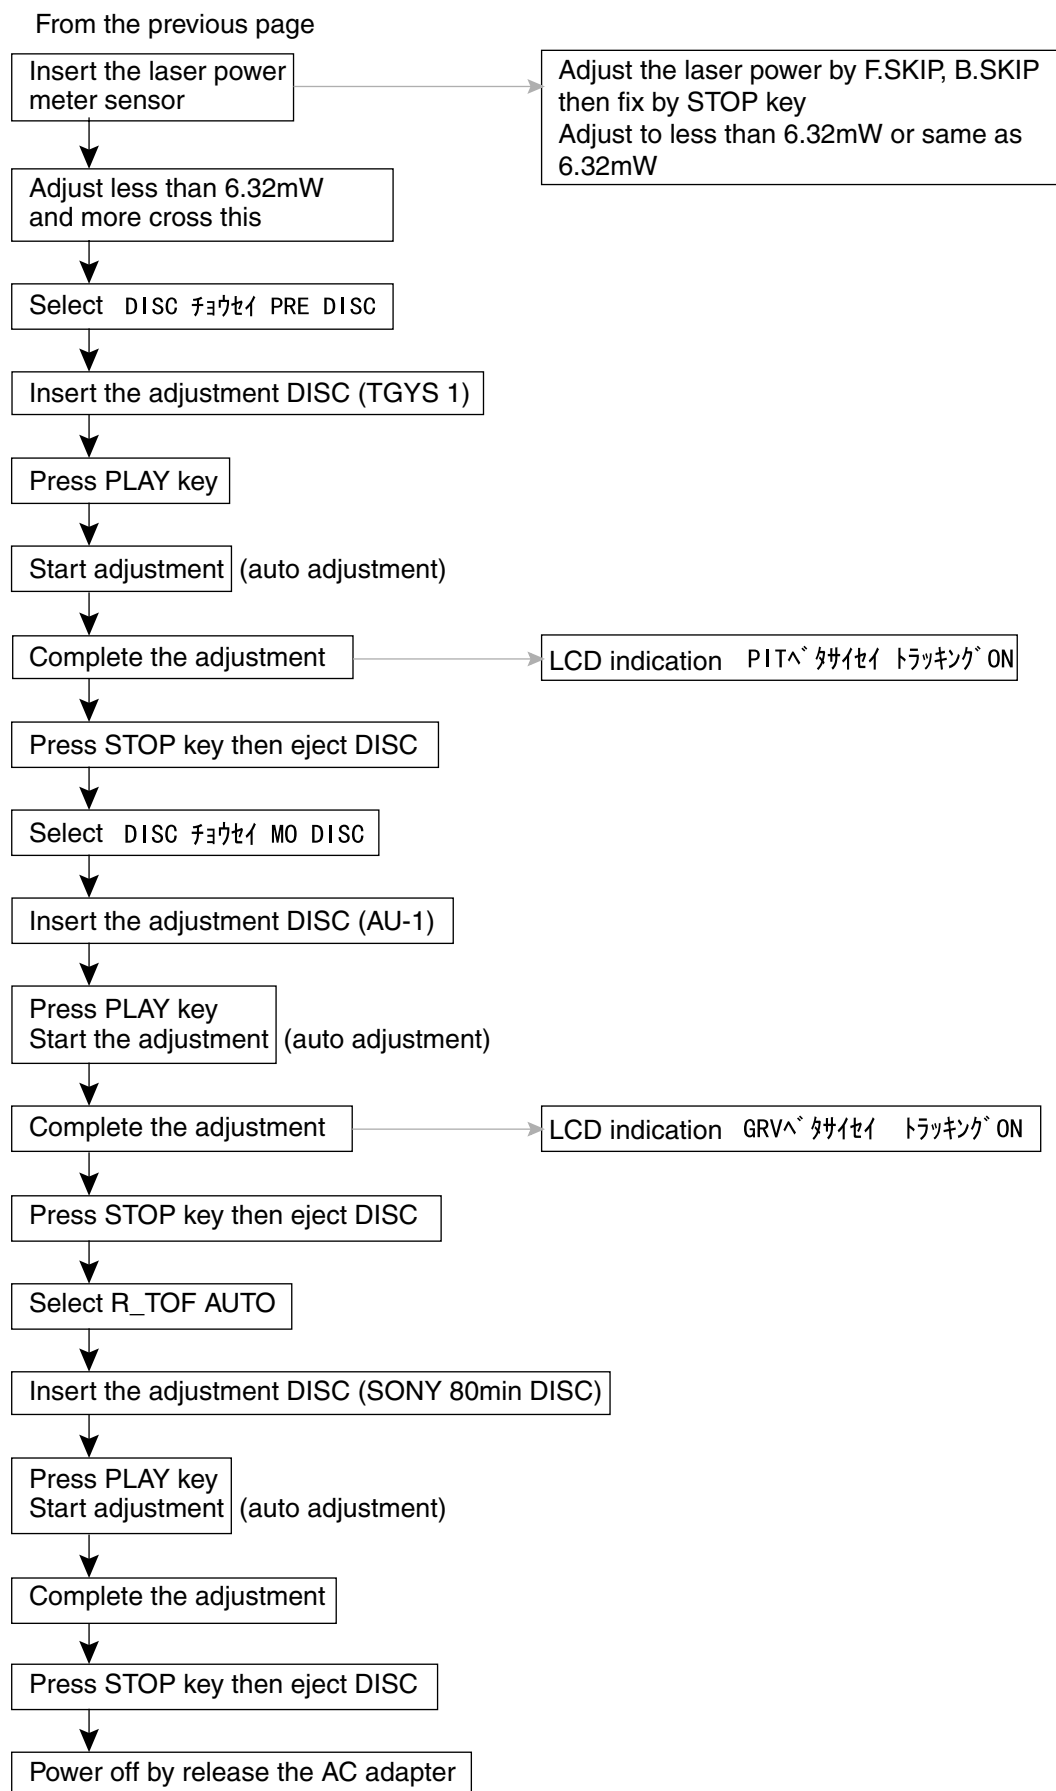 From the previous page
Insert the laser power
meter sensor
Adjust the laser power by F.SKIP, B.SKIP
then fix by STOP key
Adjust to less than 6.32mW or same as
6.32mW
Adjust less than 6.32mW
and more cross this
Select DISC ﾁｮｳｾｲ PRE DISC
Insert the adjustment DISC (TGYS 1)
Press PLAY key
Start adjustment (auto adjustment)
Complete the adjustment
LCD indication PITﾍﾞﾀｻｲｾｲ ﾄﾗｯｷﾝｸﾞON
Press STOP key then eject DISC
Select DISC ﾁｮｳｾｲ MO DISC
Insert the adjustment DISC (AU-1)
Press PLAY key
Start the adjustment (auto adjustment)
Complete the adjustment
LCD indication GRVﾍﾞﾀｻｲｾｲ ﾄﾗｯｷﾝｸﾞON
Press STOP key then eject DISC
Select R_TOF AUTO
Insert the adjustment DISC (SONY 80min DISC)
Press PLAY key
Start adjustment (auto adjustment)
Complete the adjustment
Press STOP key then eject DISC
Power off by release the AC adapter